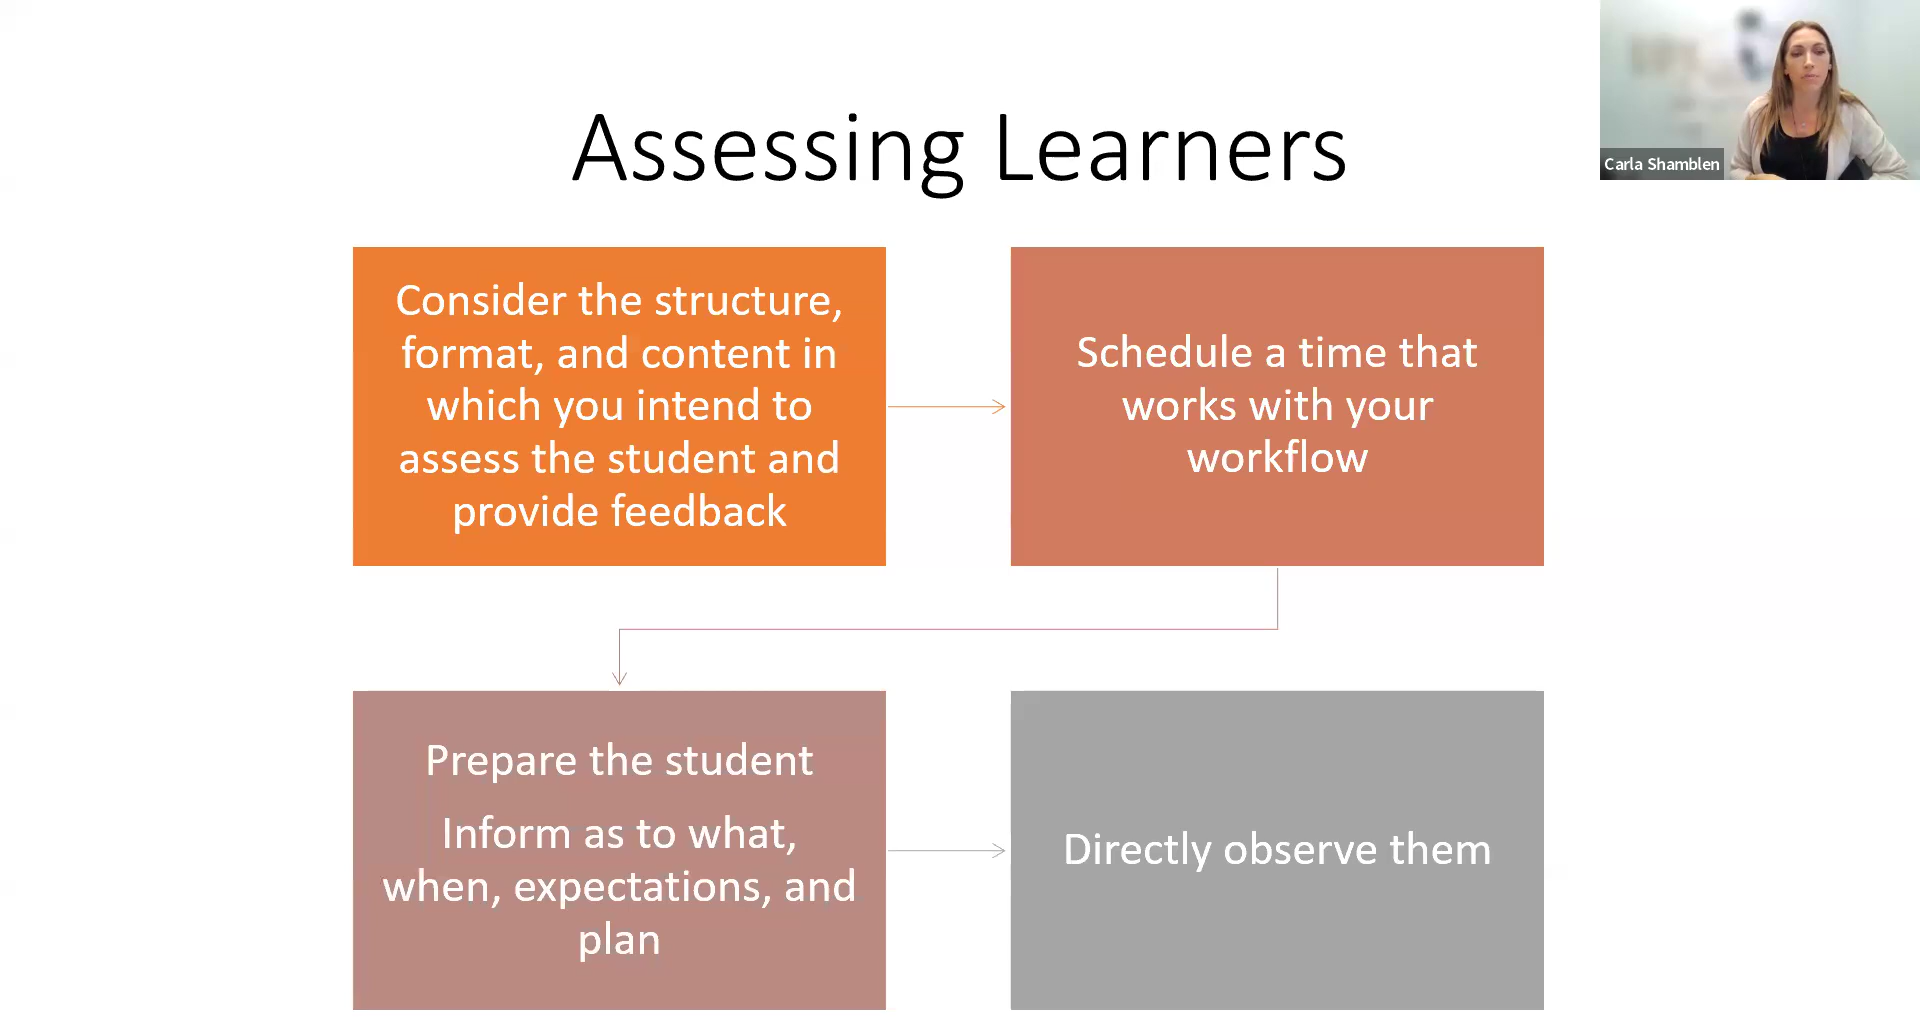 Assessing Learners
Carla Shamblen
Consider the structure,
format, and content in
which you intend to
assess the student and
provide feedback
Schedule a time that
works with your
workflow
Prepare the student
Inform as to what,
when, expectations, and
plan
Directly observe them